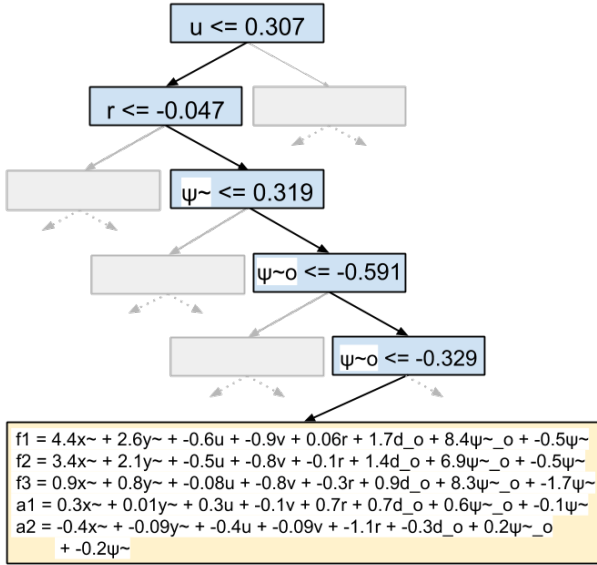 u <= 0.307
r <= -0.047
ψ~ <= 0.319
ψ~o <= -0.591
ψ~o <= -0.329
f1 = 4.4x~ + 2.6y~ + -0.6u + -0.9v + 0.06r + 1.7d_o + 8.4ψ~_o + -0.5ψ~
f2 = 3.4x~ + 2.1y~ + -0.5u + -0.8v + -0.1r + 1.4d_o + 6.9ψ~_o + -0.5ψ~
f3 = 0.9x~ + 0.8y~ + -0.08u + -0.8v + -0.3r + 0.9d_o + 8.3ψ~_o + -1.7ψ~
a1 = 0.3x~ + 0.01y~ + 0.3u + -0.1v + 0.7r + 0.7d_o + 0.6ψ~_o + -0.1ψ~
a2 = -0.4x~ + -0.09y~ + -0.4u + -0.09v + -1.1r + -0.3d_o + 0.2ψ~_o
+ -0.2ψ~